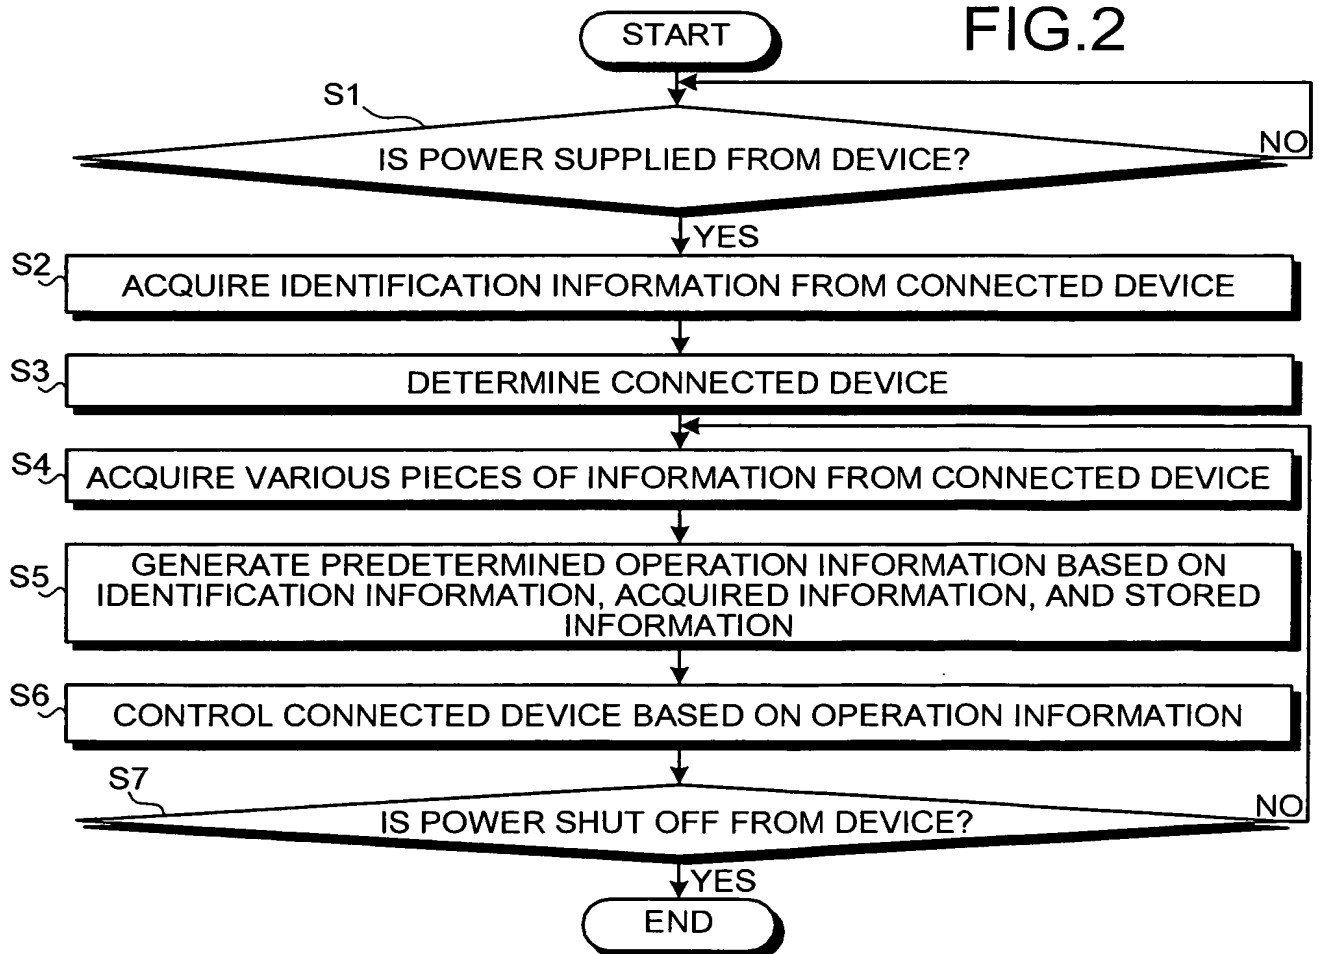 FIG.2
START
S1
IS POWER SUPPLIED FROM DEVICE?
NO
YES
S2
ACQUIRE IDENTIFICATION INFORMATION FROM CONNECTED DEVICE
S3
DETERMINE CONNECTED DEVICE
S4
ACQUIRE VARIOUS PIECES OF INFORMATION FROM CONNECTED DEVICE
S5
GENERATE PREDETERMINED OPERATION INFORMATION BASED ON
IDENTIFICATION INFORMATION, ACQUIRED INFORMATION, AND STORED
INFORMATION
S6
CONTROL CONNECTED DEVICE BASED ON OPERATION INFORMATION
S7
IS POWER SHUT OFF FROM DEVICE?
NO
YES
END